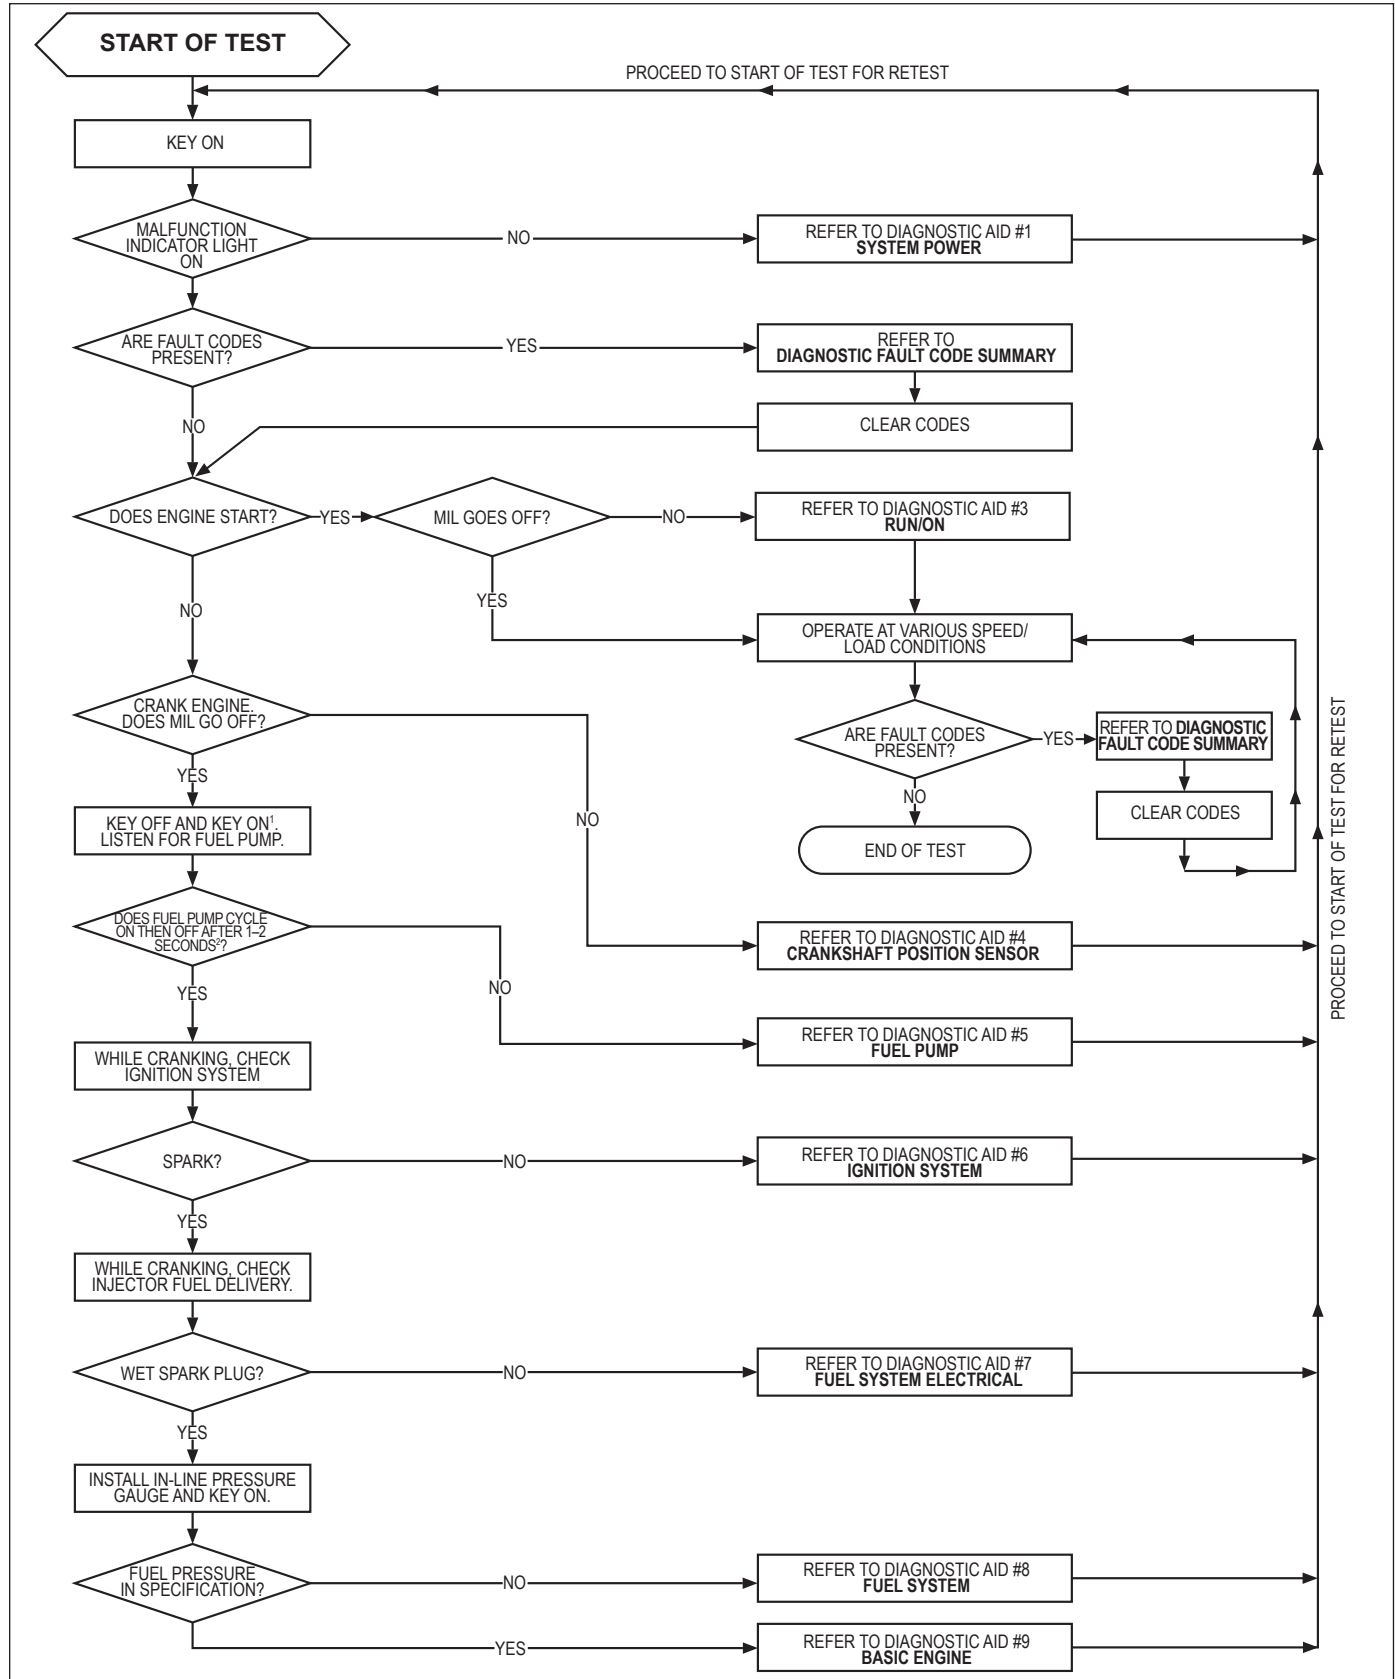 START OF TEST
PROCEED TO START OF TEST FOR RETEST
KEY ON
MALFUNCTION
INDICATOR LIGHT
ON
NO
REFER TO DIAGNOSTIC AID #1
SYSTEM POWER
ARE FAULT CODES
PRESENT?
YES
REFER TO
DIAGNOSTIC FAULT CODE SUMMARY
CLEAR CODES
NO
DOES ENGINE START?
YES
MIL GOES OFF?
NO
REFER TO DIAGNOSTIC AID #3
RUN/ON
YES
NO
OPERATE AT VARIOUS SPEED/
LOAD CONDITIONS
CRANK ENGINE.
DOES MIL GO OFF?
ARE FAULT CODES
PRESENT?
YES
REFER TO DIAGNOSTIC
FAULT CODE SUMMARY
PROCEED TO START OF TEST FOR RETEST
YES
NO
CLEAR CODES
KEY OFF AND KEY ON¹.
LISTEN FOR FUEL PUMP.
NO
END OF TEST
DOES FUEL PUMP CYCLE
ON THEN OFF AFTER 1–2
SECONDS²?
REFER TO DIAGNOSTIC AID #4
CRANKSHAFT POSITION SENSOR
YES
NO
REFER TO DIAGNOSTIC AID #5
FUEL PUMP
WHILE CRANKING, CHECK
IGNITION SYSTEM
SPARK?
NO
REFER TO DIAGNOSTIC AID #6
IGNITION SYSTEM
YES
WHILE CRANKING, CHECK
INJECTOR FUEL DELIVERY.
WET SPARK PLUG?
NO
REFER TO DIAGNOSTIC AID #7
FUEL SYSTEM ELECTRICAL
YES
INSTALL IN-LINE PRESSURE
GAUGE AND KEY ON.
FUEL PRESSURE
IN SPECIFICATION?
NO
REFER TO DIAGNOSTIC AID #8
FUEL SYSTEM
YES
REFER TO DIAGNOSTIC AID #9
BASIC ENGINE